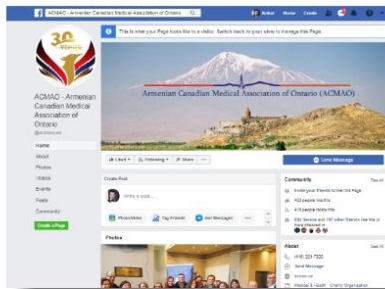 ACMAO - Armenian Canadian Medical Association of Ontario
Home
Create
This is what your Page looks like to a visitor. Switch back to your view to manage this Page.
30
YEARS
Armenian Canadian Medical Association of Ontario (ACMAO)
ACMAO - Armenian
Canadian Medical
Association of
Ontario
Home
About
Photos
Videos
Events
Posts
Community
Create a Page
Liked
Following
Share
Send Message
Create Post
Write a post...
Photo/Video
Tag Friends
Get Messages
Photos
Community
See All
Invite your friends to like this Page
people like this
people follow this
About
See All
Send Message
Medical & Health · Charity Organization